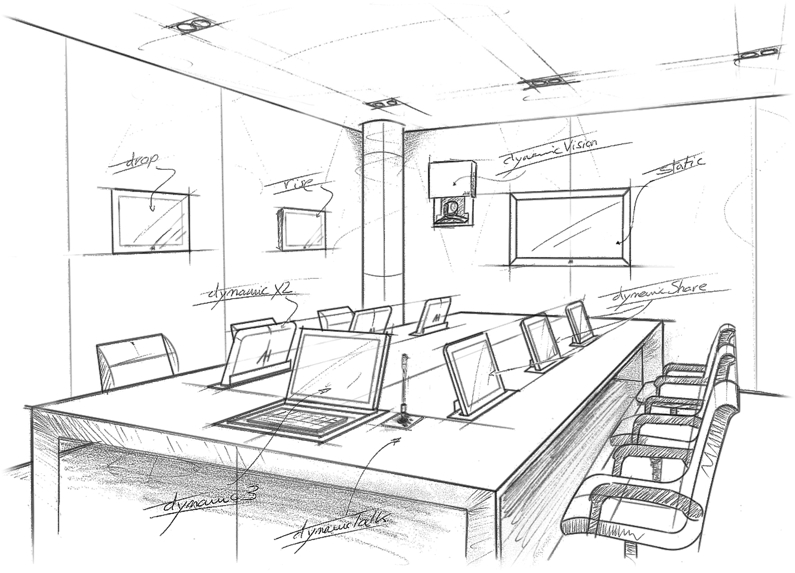 dynamic Vision
drop
static
rise
dynamic X2
dynamic Share
dynamic 3
dynamic Talk